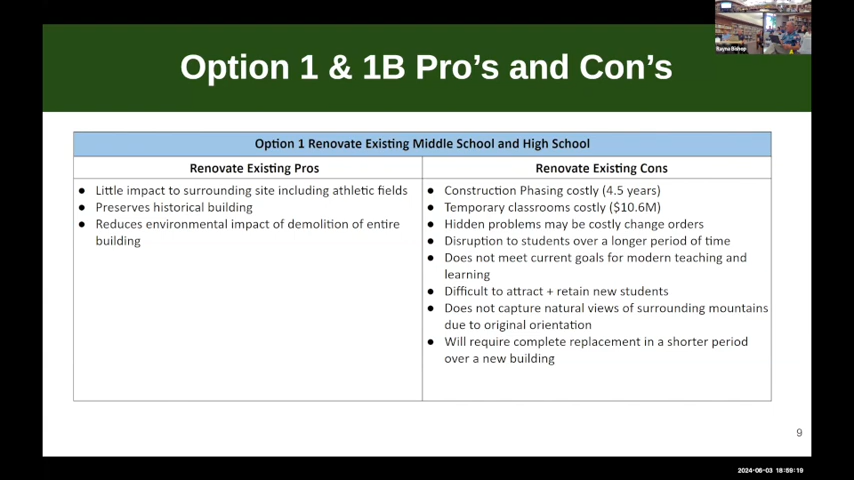 Option 1 & 1B Pro's and Con's
Rayna Bishop
Option 1 Renovate Existing Middle School and High School
Renovate Existing Pros
Renovate Existing Cons
● Little impact to surrounding site including athletic fields
● Preserves historical building
● Reduces environmental impact of demolition of entire
building
● Construction Phasing costly (4.5 years)
● Temporary classrooms costly ($10.6M)
● Hidden problems may be costly change orders
● Disruption to students over a longer period of time
● Does not meet current goals for modern teaching and
learning
● Difficult to attract + retain new students
● Does not capture natural views of surrounding mountains
due to original orientation
● Will require complete replacement in a shorter period
over a new building
9
2024-06-03 18:59:19